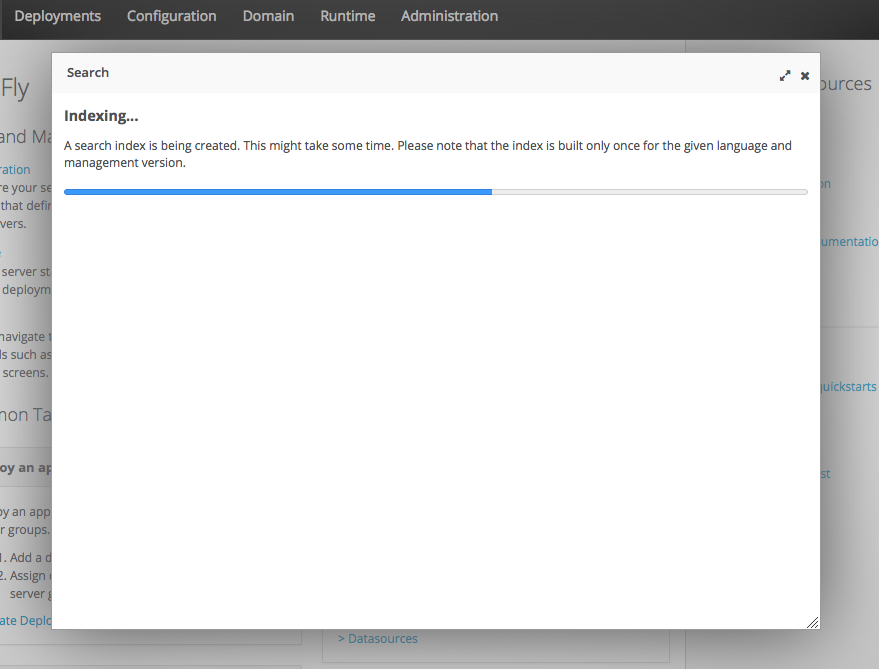 Deployments Configuration Domain Runtime Administration
Fly
ources
Search
Indexing...
A search index is being created. This might take some time. Please note that the index is built only once for the given language and
management version.
and Ma
ration
re your se
that defin
vers.
server st
deploym
navigate t
ls such as
screens.
mon Ta
oy an ap
oy an app
r groups.
1. Add a d
2. Assign
server g
ate Deplo
on
umentatio
quickstarts
st
> Datasources